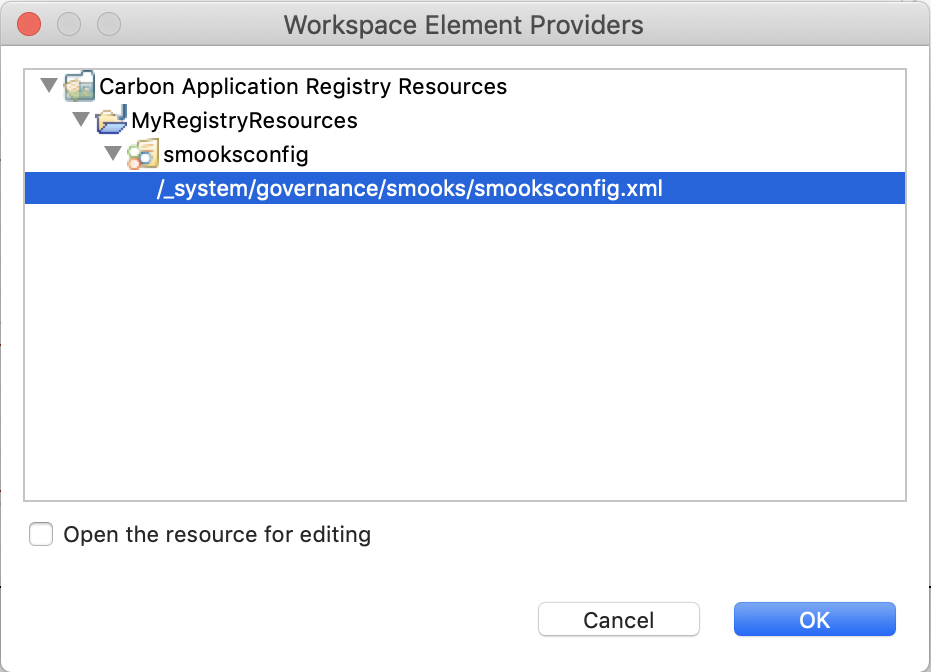 Workspace Element Providers
Carbon Application Registry Resources
MyRegistryResources
smooksconfig
/_system/governance/smooks/smooksconfig.xml
Open the resource for editing
Cancel
OK